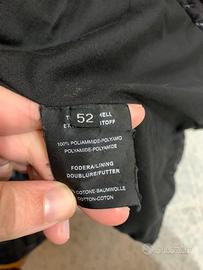 52
100% POLIAMMIDE-POLYAMID
POLYAMIDE-POLYAMIDE
FODERA/LINING
DOUBLURE/FUTTER
COTONE-BAUMWOLLE
COTTON-COTON